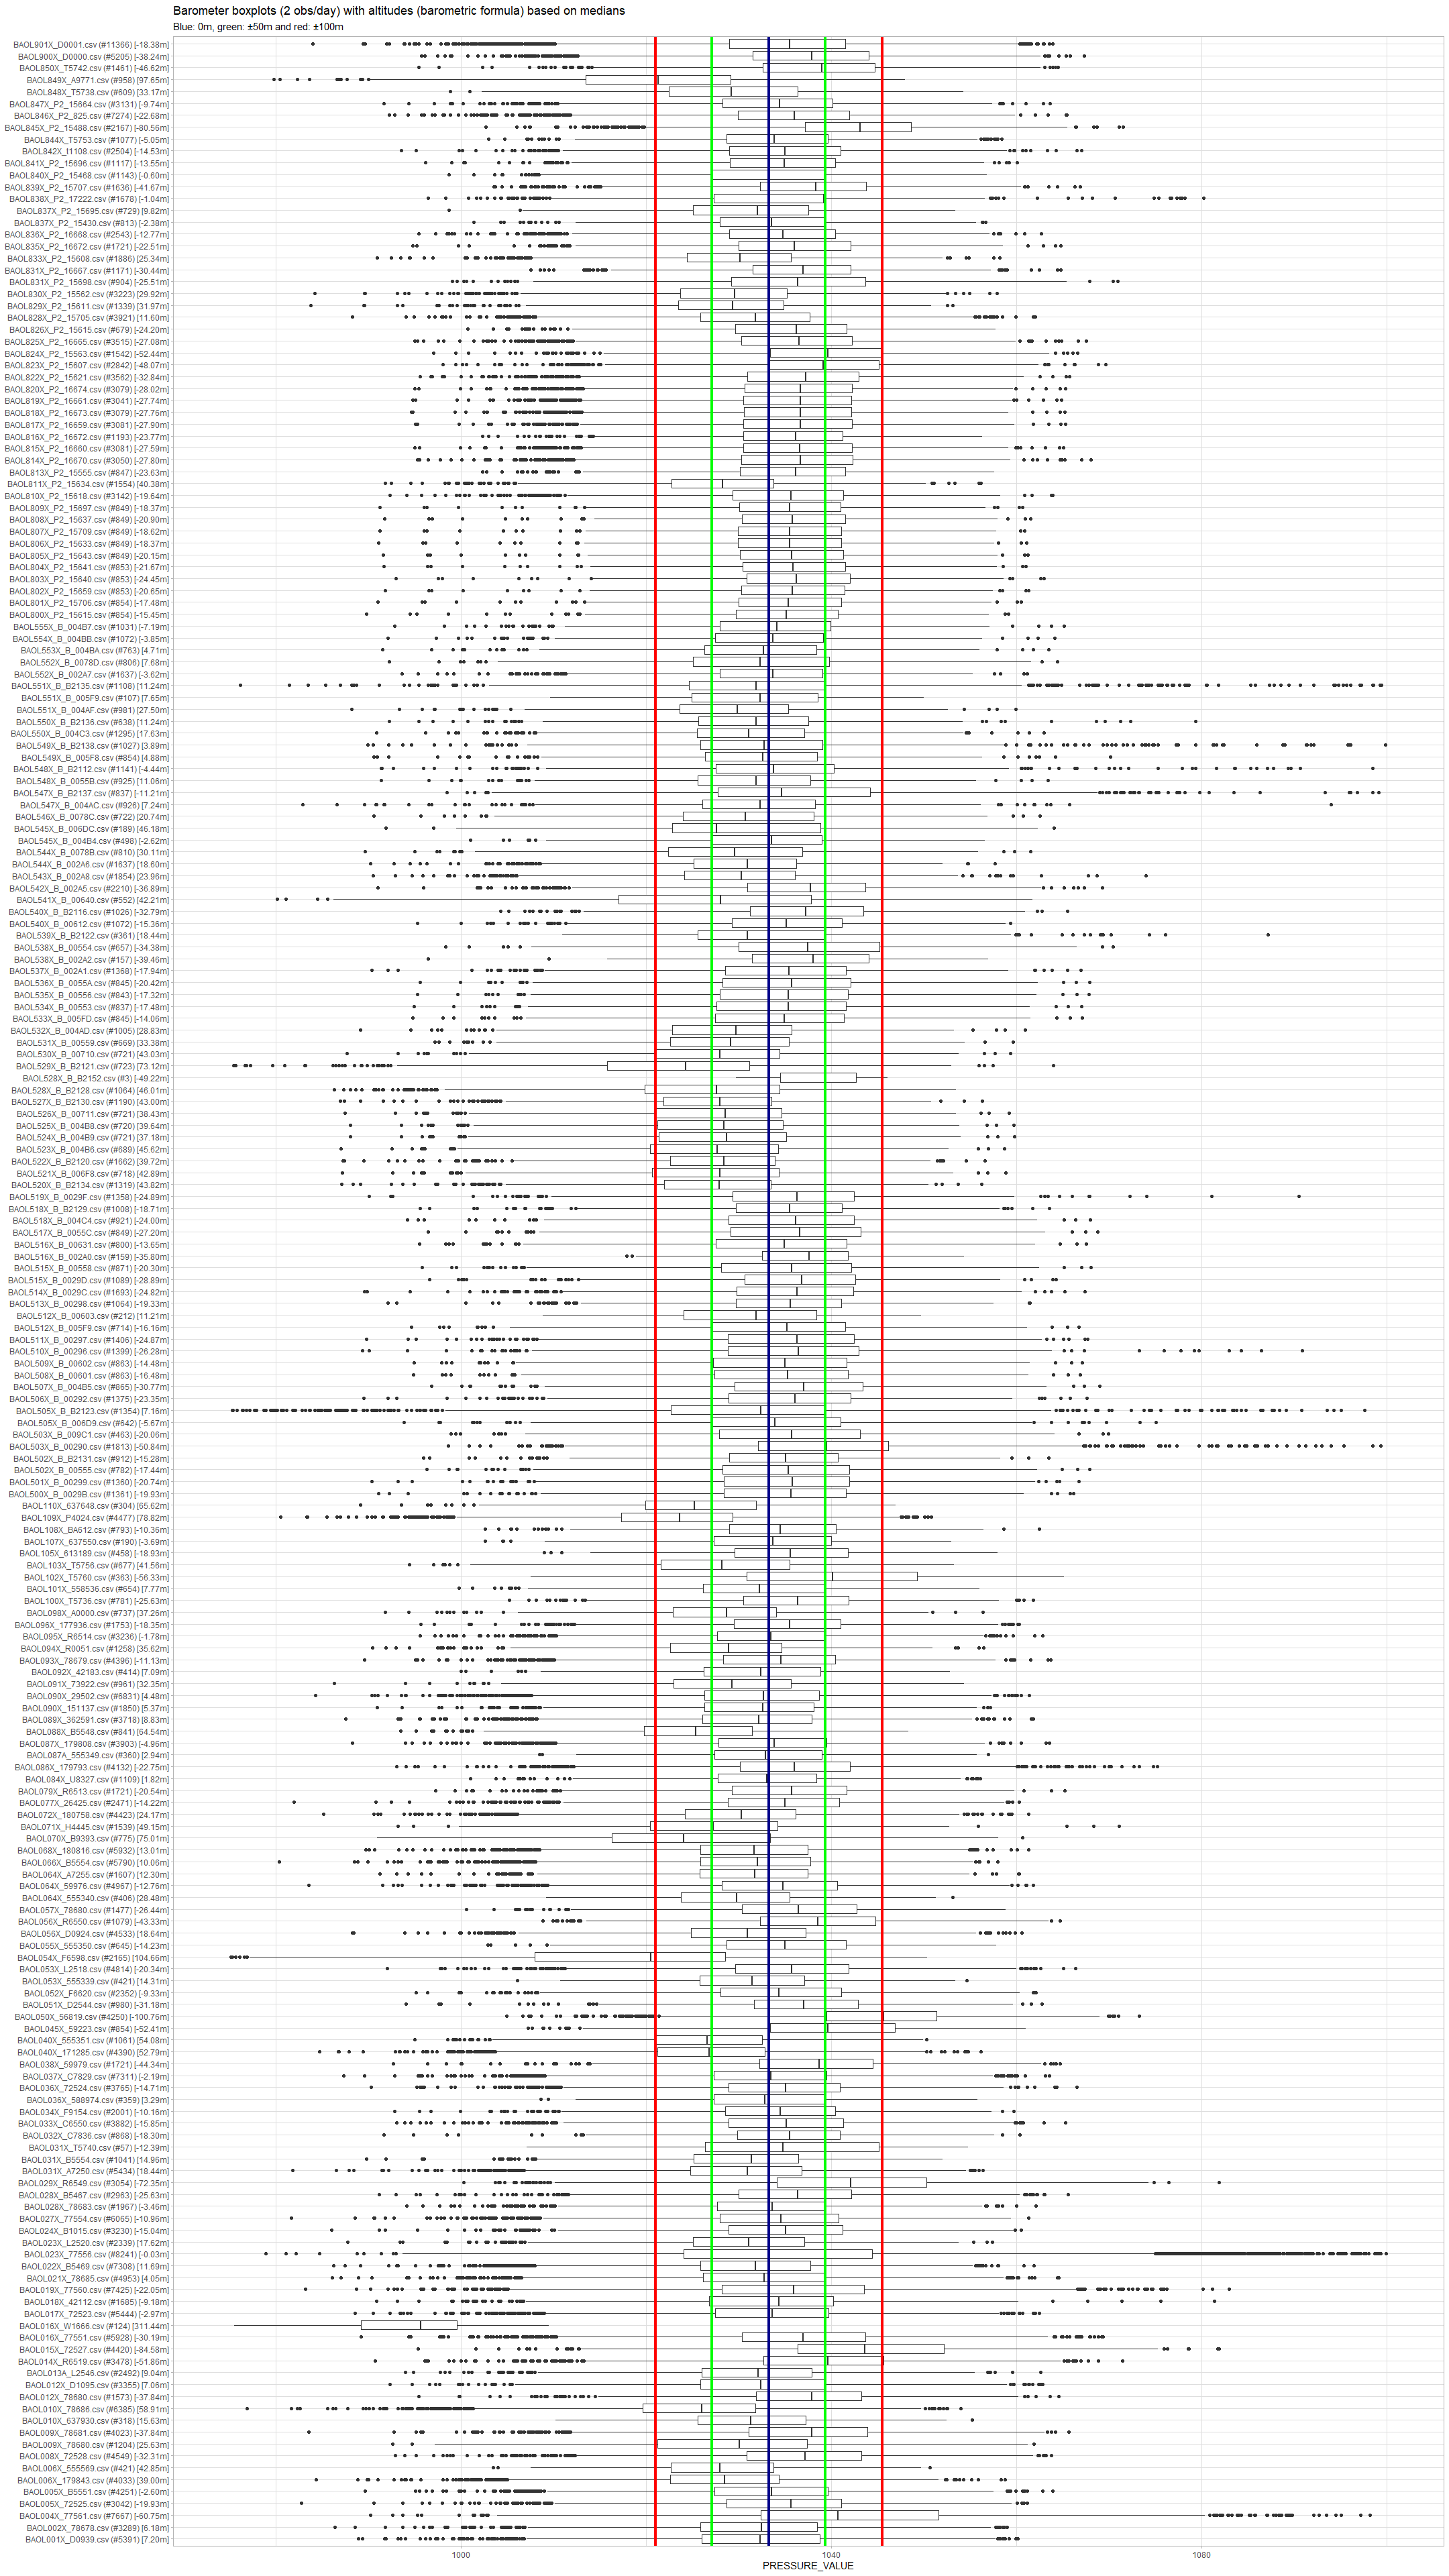 Barometer boxplots (2 obs/day) with altitudes (barometric formula) based on medians
Blue: 0m, green: ±50m and red: ±100m
BAOL901X_D0001.csv (#11366) [-18.38m]
BAOL900X_D0000.csv (#5205) [-38.24m]
BAOL850X_T5742.csv (#1461) [-46.62m]
BAOL849X_A9771.csv (#958) [97.65m]
BAOL848X_T5738.csv (#609) [33.17m]
BAOL847X_P2_15664.csv (#3131) [-9.74m]
BAOL846X_P2_825.csv (#7274) [-22.68m]
BAOL845X_P2_15488.csv (#2167) [-80.56m]
BAOL844X_T5753.csv (#1077) [-5.05m]
BAOL842X_t1108.csv (#2504) [-14.53m]
BAOL841X_P2_15696.csv (#1117) [-13.55m]
BAOL840X_P2_15468.csv (#1143) [-0.60m]
BAOL839X_P2_15707.csv (#1636) [-41.67m]
BAOL838X_P2_17222.csv (#1678) [-1.04m]
BAOL837X_P2_15695.csv (#729) [9.82m]
BAOL837X_P2_15430.csv (#813) [-2.38m]
BAOL836X_P2_16668.csv (#2543) [-12.77m]
BAOL835X_P2_16672.csv (#1721) [-22.51m]
BAOL833X_P2_15608.csv (#1886) [25.34m]
BAOL831X_P2_16667.csv (#1171) [-30.44m]
BAOL831X_P2_15698.csv (#904) [-25.51m]
BAOL830X_P2_15562.csv (#3223) [29.92m]
BAOL829X_P2_15611.csv (#1339) [31.97m]
BAOL828X_P2_15705.csv (#3921) [11.60m]
BAOL826X_P2_15615.csv (#679) [-24.20m]
BAOL825X_P2_16665.csv (#3515) [-27.08m]
BAOL824X_P2_15563.csv (#1542) [-52.44m]
BAOL823X_P2_15607.csv (#2842) [-48.07m]
BAOL822X_P2_15621.csv (#3562) [-32.84m]
BAOL820X_P2_16674.csv (#3079) [-28.02m]
BAOL819X_P2_16661.csv (#3041) [-27.74m]
BAOL818X_P2_16673.csv (#3079) [-27.76m]
BAOL817X_P2_16659.csv (#3081) [-27.90m]
BAOL816X_P2_16672.csv (#1193) [-23.77m]
BAOL815X_P2_16660.csv (#3081) [-27.59m]
BAOL814X_P2_16670.csv (#3050) [-27.80m]
BAOL813X_P2_15555.csv (#847) [-23.63m]
BAOL811X_P2_15634.csv (#1554) [40.38m]
BAOL810X_P2_15618.csv (#3142) [-19.64m]
BAOL809X_P2_15697.csv (#849) [-18.37m]
BAOL808X_P2_15637.csv (#849) [-20.90m]
BAOL807X_P2_15709.csv (#849) [-18.62m]
BAOL806X_P2_15633.csv (#849) [-18.37m]
BAOL805X_P2_15643.csv (#849) [-20.15m]
BAOL804X_P2_15641.csv (#853) [-21.67m]
BAOL803X_P2_15640.csv (#853) [-24.45m]
BAOL802X_P2_15659.csv (#853) [-20.65m]
BAOL801X_P2_15706.csv (#854) [-17.48m]
BAOL800X_P2_15615.csv (#854) [-15.45m]
BAOL555X_B_004B7.csv (#1031) [-7.19m]
BAOL554X_B_004BB.csv (#1072) [-3.85m]
BAOL553X_B_004BA.csv (#763) [4.71m]
BAOL552X_B_0078D.csv (#806) [7.68m]
BAOL552X_B_002A7.csv (#1637) [-3.62m]
BAOL551X_B_B2135.csv (#1108) [11.24m]
BAOL551X_B_005F9.csv (#107) [7.65m]
BAOL551X_B_004AF.csv (#981) [27.50m]
BAOL550X_B_B2136.csv (#638) [11.24m]
BAOL550X_B_004C3.csv (#1295) [17.63m]
BAOL549X_B_B2138.csv (#1027) [3.89m]
BAOL549X_B_005F8.csv (#854) [4.88m]
BAOL548X_B_B2112.csv (#1141) [-4.44m]
BAOL548X_B_0055B.csv (#925) [11.06m]
BAOL547X_B_B2137.csv (#837) [-11.21m]
BAOL547X_B_004AC.csv (#926) [7.24m]
BAOL546X_B_0078C.csv (#722) [20.74m]
BAOL545X_B_006DC.csv (#189) [46.18m]
BAOL545X_B_004B4.csv (#498) [-2.62m]
BAOL544X_B_0078B.csv (#810) [30.11m]
BAOL544X_B_002A6.csv (#1637) [18.60m]
BAOL543X_B_002A8.csv (#1854) [23.96m]
BAOL542X_B_002A5.csv (#2210) [-36.89m]
BAOL541X_B_00640.csv (#552) [42.21m]
BAOL540X_B_B2116.csv (#1026) [-32.79m]
BAOL540X_B_00612.csv (#1072) [-15.36m]
BAOL539X_B_B2122.csv (#361) [18.44m]
BAOL538X_B_00554.csv (#657) [-34.38m]
BAOL538X_B_002A2.csv (#157) [-39.46m]
BAOL537X_B_002A1.csv (#1368) [-17.94m]
BAOL536X_B_0055A.csv (#845) [-20.42m]
BAOL535X_B_00556.csv (#843) [-17.32m]
BAOL534X_B_00553.csv (#837) [-17.48m]
BAOL533X_B_005FD.csv (#845) [-14.06m]
BAOL532X_B_004AD.csv (#1005) [28.83m]
BAOL531X_B_00559.csv (#669) [33.38m]
BAOL530X_B_00710.csv (#721) [43.03m]
BAOL529X_B_B2121.csv (#723) [73.12m]
BAOL528X_B_B2152.csv (#3) [-49.22m]
BAOL528X_B_B2128.csv (#1064) [46.01m]
BAOL527X_B_B2130.csv (#1190) [43.00m]
BAOL526X_B_00711.csv (#721) [38.43m]
BAOL525X_B_004B8.csv (#720) [39.64m]
BAOL524X_B_004B9.csv (#721) [37.18m]
BAOL523X_B_004B6.csv (#689) [45.62m]
BAOL522X_B_B2120.csv (#1662) [39.72m]
BAOL521X_B_006F8.csv (#718) [42.89m]
BAOL520X_B_B2134.csv (#1319) [43.82m]
BAOL519X_B_0029F.csv (#1358) [-24.89m]
BAOL518X_B_B2129.csv (#1008) [-18.71m]
BAOL518X_B_004C4.csv (#921) [-24.00m]
BAOL517X_B_0055C.csv (#849) [-27.20m]
BAOL516X_B_00631.csv (#800) [-13.65m]
BAOL516X_B_002A0.csv (#159) [-35.80m]
BAOL515X_B_00558.csv (#871) [-20.30m]
BAOL515X_B_0029D.csv (#1089) [-28.89m]
BAOL514X_B_0029C.csv (#1693) [-24.82m]
BAOL513X_B_00298.csv (#1064) [-19.33m]
BAOL512X_B_00603.csv (#212) [11.21m]
BAOL512X_B_005F9.csv (#714) [-16.16m]
BAOL511X_B_00297.csv (#1406) [-24.87m]
BAOL510X_B_00296.csv (#1399) [-26.28m]
BAOL509X_B_00602.csv (#863) [-14.48m]
BAOL508X_B_00601.csv (#863) [-16.48m]
BAOL507X_B_004B5.csv (#865) [-30.77m]
BAOL506X_B_00292.csv (#1375) [-23.35m]
BAOL505X_B_B2123.csv (#1354) [7.16m]
BAOL505X_B_006D9.csv (#642) [-5.67m]
BAOL503X_B_009C1.csv (#463) [-20.06m]
BAOL503X_B_00290.csv (#1813) [-50.84m]
BAOL502X_B_B2131.csv (#912) [-15.28m]
BAOL502X_B_00555.csv (#782) [-17.44m]
BAOL501X_B_00299.csv (#1360) [-20.74m]
BAOL500X_B_0029B.csv (#1361) [-19.93m]
BAOL110X_637648.csv (#304) [65.62m]
BAOL109X_P4024.csv (#4477) [78.82m]
BAOL108X_BA612.csv (#793) [-10.36m]
BAOL107X_637550.csv (#190) [-3.69m]
BAOL105X_613189.csv (#458) [-18.93m]
BAOL103X_T5756.csv (#677) [41.56m]
BAOL102X_T5760.csv (#363) [-56.33m]
BAOL101X_558536.csv (#654) [7.77m]
BAOL100X_T5736.csv (#781) [-25.63m]
BAOL098X_A0000.csv (#737) [37.26m]
BAOL096X_177936.csv (#1753) [-18.35m]
BAOL095X_R6514.csv (#3236) [-1.78m]
BAOL094X_R0051.csv (#1258) [35.62m]
BAOL093X_78679.csv (#4396) [-11.13m]
BAOL092X_42183.csv (#414) [7.09m]
BAOL091X_73922.csv (#961) [32.35m]
BAOL090X_29502.csv (#6831) [4.48m]
BAOL090X_151137.csv (#1850) [5.37m]
BAOL089X_362591.csv (#3718) [8.83m]
BAOL088X_B5548.csv (#841) [64.54m]
BAOL087X_179808.csv (#3903) [-4.96m]
BAOL087A_555349.csv (#360) [2.94m]
BAOL086X_179793.csv (#4132) [-22.75m]
BAOL084X_U8327.csv (#1109) [1.82m]
BAOL079X_R6513.csv (#1721) [-20.54m]
BAOL077X_26425.csv (#2471) [-14.22m]
BAOL072X_180758.csv (#4423) [24.17m]
BAOL071X_H4445.csv (#1539) [49.15m]
BAOL070X_B9393.csv (#775) [75.01m]
BAOL068X_180816.csv (#5932) [13.01m]
BAOL066X_B5554.csv (#5790) [10.06m]
BAOL064X_A7255.csv (#1607) [12.30m]
BAOL064X_59976.csv (#4967) [-12.76m]
BAOL064X_555340.csv (#406) [28.48m]
BAOL057X_78680.csv (#1477) [-26.44m]
BAOL056X_R6550.csv (#1079) [-43.33m]
BAOL056X_D0924.csv (#4533) [18.64m]
BAOL055X_555350.csv (#645) [-14.23m]
BAOL054X_F6598.csv (#2165) [104.66m]
BAOL053X_L2518.csv (#4814) [-20.34m]
BAOL053X_555339.csv (#421) [14.31m]
BAOL052X_F6620.csv (#2352) [-9.33m]
BAOL051X_D2544.csv (#980) [-31.18m]
BAOL050X_56819.csv (#4250) [-100.76m]
BAOL045X_59223.csv (#854) [-52.41m]
BAOL040X_555351.csv (#1061) [54.08m]
BAOL040X_171285.csv (#4390) [52.79m]
BAOL038X_59979.csv (#1721) [-44.34m]
BAOL037X_C7829.csv (#7311) [-2.19m]
BAOL036X_72524.csv (#3765) [-14.71m]
BAOL036X_588974.csv (#359) [3.29m]
BAOL034X_F9154.csv (#2001) [-10.16m]
BAOL033X_C6550.csv (#3882) [-15.85m]
BAOL032X_C7836.csv (#868) [-18.30m]
BAOL031X_T5740.csv (#57) [-12.39m]
BAOL031X_B5554.csv (#1041) [14.96m]
BAOL031X_A7250.csv (#5434) [18.44m]
BAOL029X_R6549.csv (#3054) [-72.35m]
BAOL028X_B5467.csv (#2963) [-25.63m]
BAOL028X_78683.csv (#1967) [-3.46m]
BAOL027X_77554.csv (#6065) [-10.96m]
BAOL024X_B1015.csv (#3230) [-15.04m]
BAOL023X_L2520.csv (#2339) [17.62m]
BAOL023X_77556.csv (#8241) [-0.03m]
BAOL022X_B5469.csv (#7308) [11.69m]
BAOL021X_78685.csv (#4953) [4.05m]
BAOL019X_77560.csv (#7425) [-22.05m]
BAOL018X_42112.csv (#1685) [-9.18m]
BAOL017X_72523.csv (#5444) [-2.97m]
BAOL016X_W1666.csv (#124) [311.44m]
BAOL016X_77551.csv (#5928) [-30.19m]
BAOL015X_72527.csv (#4420) [-84.58m]
BAOL014X_R6519.csv (#3478) [-51.86m]
BAOL013A_L2546.csv (#2492) [9.04m]
BAOL012X_D1095.csv (#3355) [7.06m]
BAOL012X_78680.csv (#1573) [-37.84m]
BAOL010X_78686.csv (#6385) [58.91m]
BAOL010X_637930.csv (#318) [15.63m]
BAOL009X_78681.csv (#4023) [-37.84m]
BAOL009X_78680.csv (#1204) [25.63m]
BAOL008X_72528.csv (#4549) [-32.31m]
BAOL006X_555569.csv (#421) [42.85m]
BAOL006X_179843.csv (#4033) [39.00m]
BAOL005X_B5551.csv (#4251) [-2.60m]
BAOL005X_72525.csv (#3042) [-19.93m]
BAOL004X_77561.csv (#7667) [-60.75m]
BAOL002X_78678.csv (#3289) [6.18m]
BAOL001X_D0939.csv (#5391) [7.20m]
1000 1040 1080
PRESSURE_VALUE